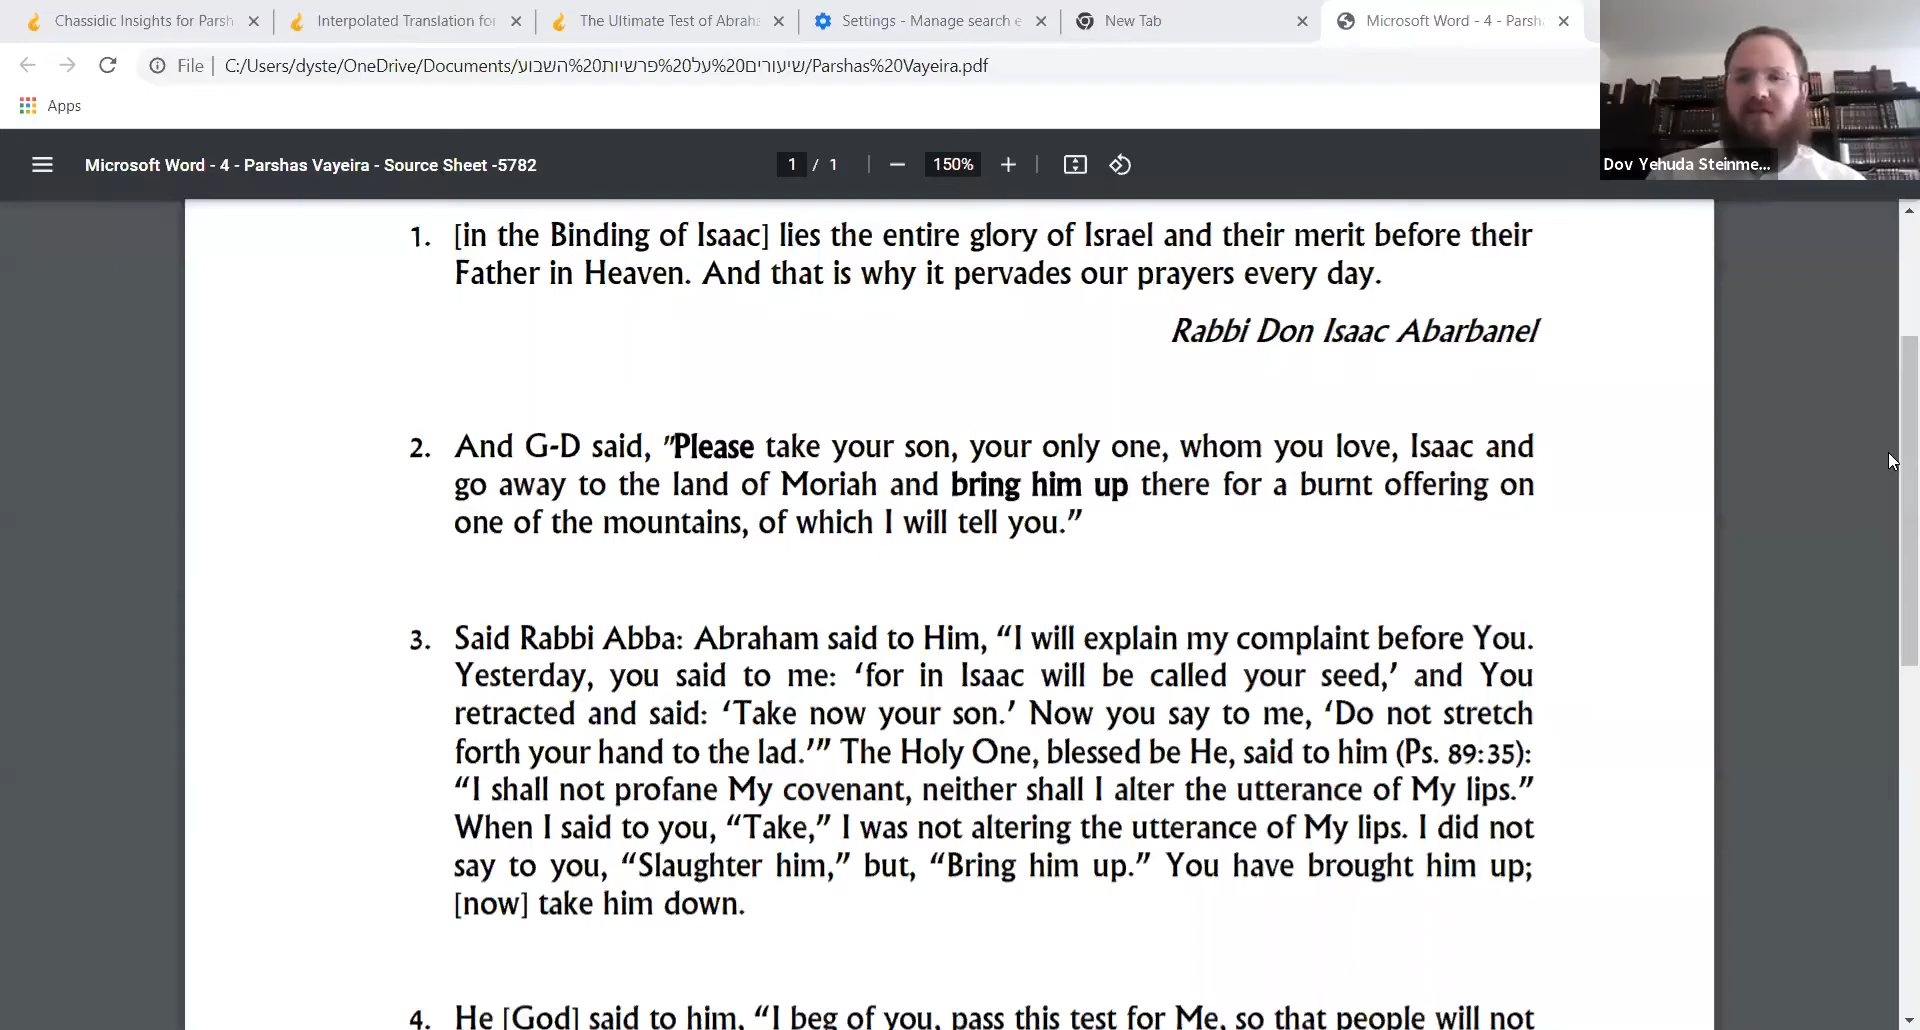 Chassidic Insights for Parsh
Interpolated Translation for
The Ultimate Test of Abrah
Settings - Manage search e
New Tab
Microsoft Word - 4 - Parsh
File | C:/Users/dyste/OneDrive/Documents/שיעורים%20על%20פרשיות%20השבוע/Parshas%20Vayeira.pdf
Apps
Dov Yehuda Steinme...
Microsoft Word - 4 - Parshas Vayeira - Source Sheet -5782
1 / 1
150%
1. [in the Binding of Isaac] lies the entire glory of Israel and their merit before their
Father in Heaven. And that is why it pervades our prayers every day.
Rabbi Don Isaac Abarbanel
2. And G-D said, "Please take your son, your only one, whom you love, Isaac and
go away to the land of Moriah and bring him up there for a burnt offering on
one of the mountains, of which I will tell you.”
3. Said Rabbi Abba: Abraham said to Him, “I will explain my complaint before You.
Yesterday, you said to me: ‘for in Isaac will be called your seed,’ and You
retracted and said: ‘Take now your son.’ Now you say to me, ‘Do not stretch
forth your hand to the lad.’” The Holy One, blessed be He, said to him (Ps. 89:35):
“I shall not profane My covenant, neither shall I alter the utterance of My lips.”
When I said to you, “Take,” I was not altering the utterance of My lips. I did not
say to you, “Slaughter him,” but, “Bring him up.” You have brought him up;
[now] take him down.
4. He [God] said to him, “I beg of you, pass this test for Me, so that people will not